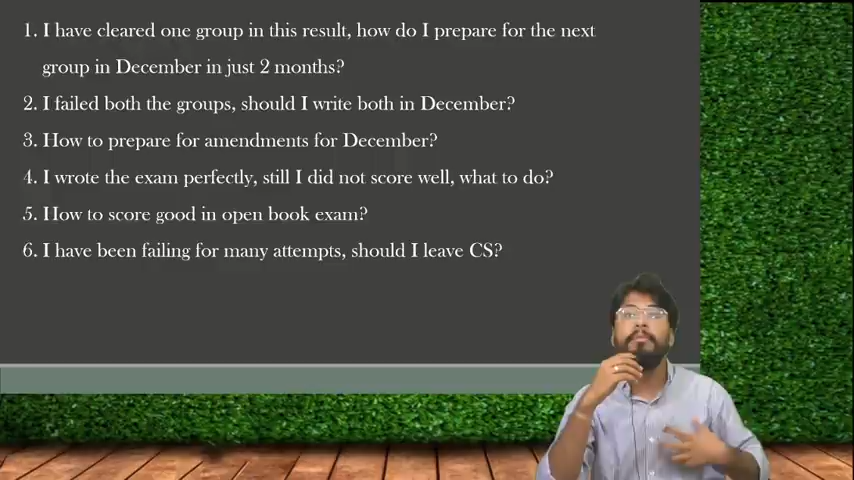 1. I have cleared one group in this result, how do I prepare for the next
group in December in just 2 months?
2. I failed both the groups, should I write both in December?
3. How to prepare for amendments for December?
4. I wrote the exam perfectly, still I did not score well, what to do?
5. How to score good in open book exam?
6. I have been failing for many attempts, should I leave CS?